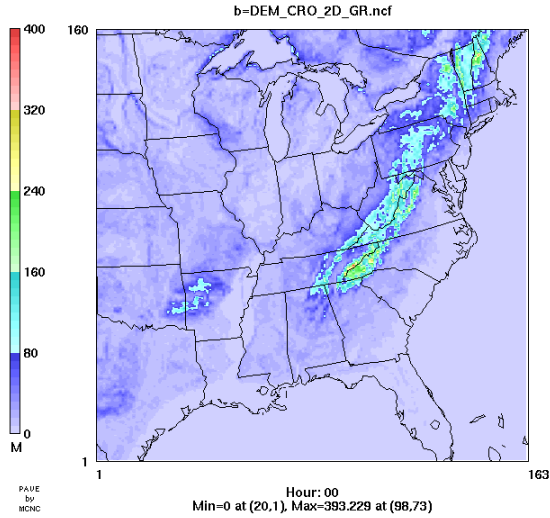 b=DEM_CRO_2D_GR.ncf
400
320
240
160
80
0
M
160
1
1
163
PAVE
by
MCNC
Hour: 00
Min=0 at (20,1), Max=393.229 at (98,73)